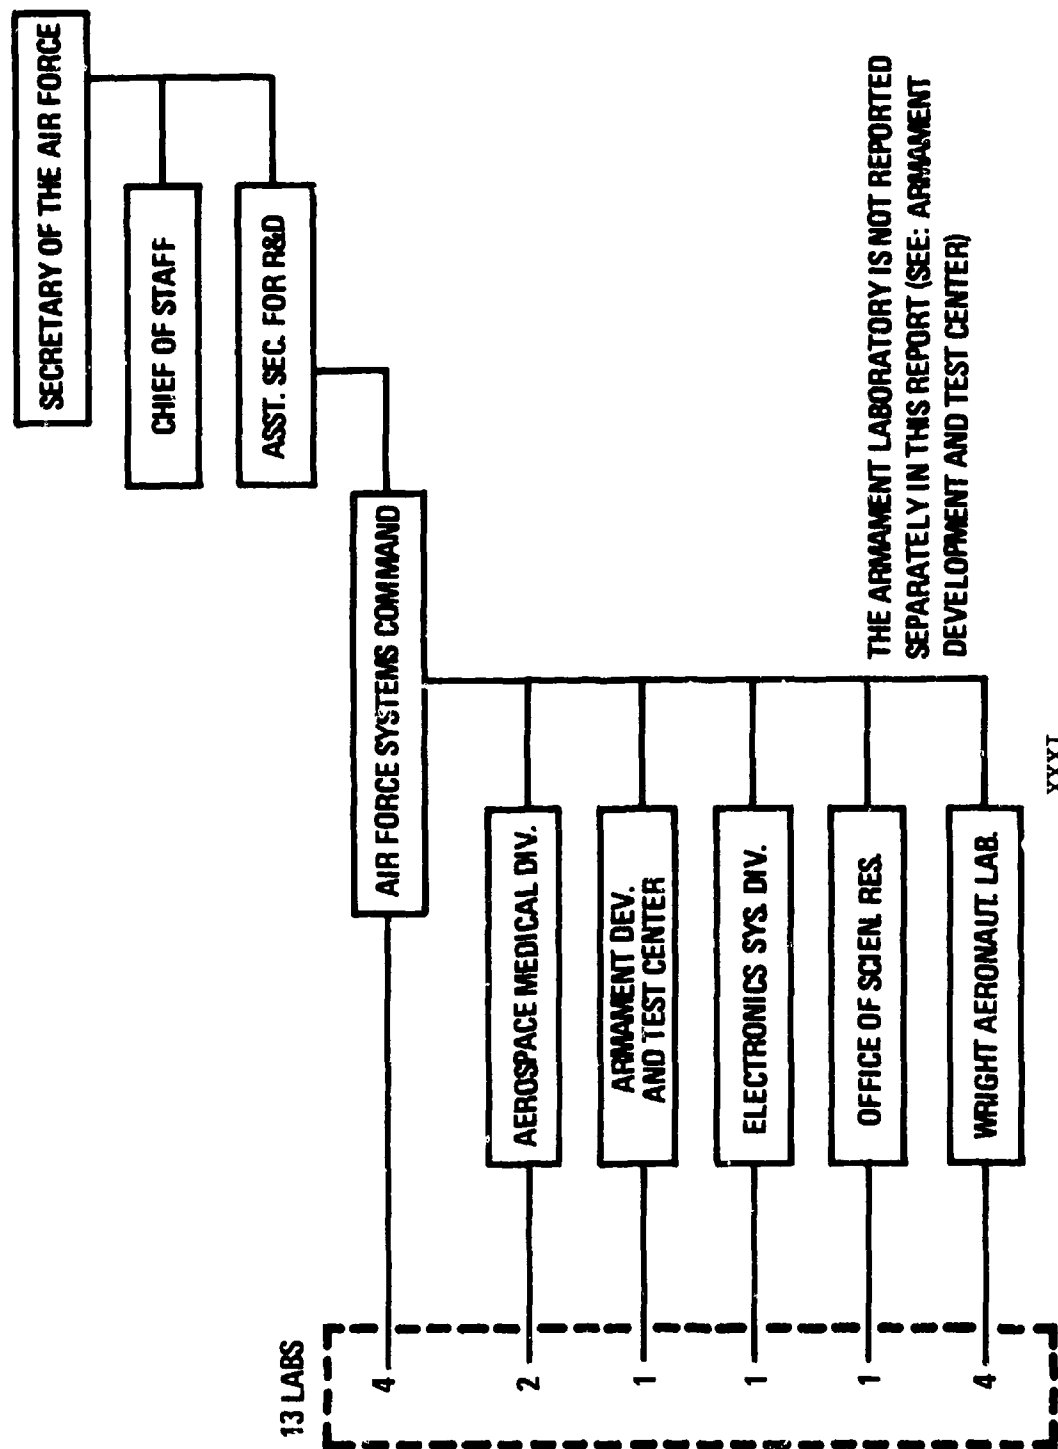 SECRETARY OF THE AIR FORCE
CHIEF OF STAFF
ASST. SEC. FOR R&D
AIR FORCE SYSTEMS COMMAND
13 LABS
4
2
AEROSPACE MEDICAL DIV.
1
ARMAMENT DEV.
AND TEST CENTER
1
ELECTRONICS SYS. DIV.
1
OFFICE OF SCIEN. RES.
4
WRIGHT AERONAUT. LAB.
THE ARMAMENT LABORATORY IS NOT REPORTED
SEPARATELY IN THIS REPORT (SEE: ARMAMENT
DEVELOPMENT AND TEST CENTER)
XXXI